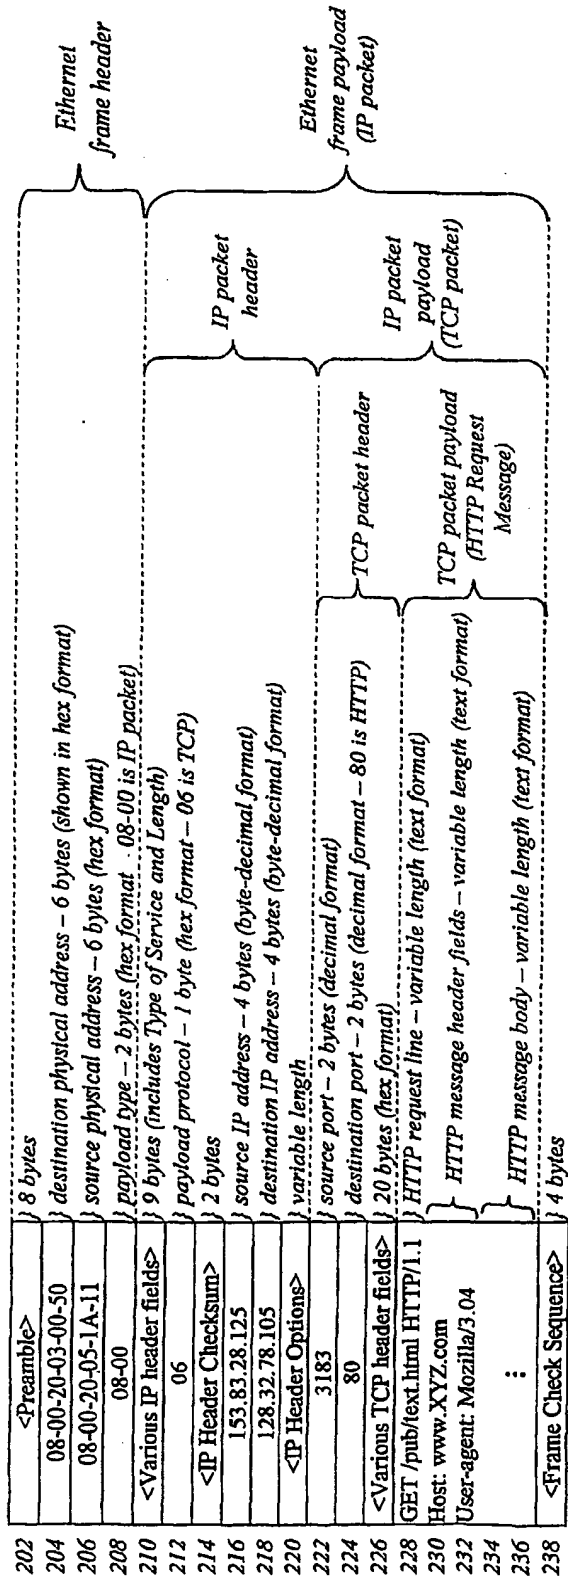 202 <Preamble> } 8 bytes
204 08-00-20-03-00-50 } destination physical address – 6 bytes (shown in hex format)
206 08-00-20-05-1A-11 } source physical address – 6 bytes (hex format)
208 08-00 } payload type – 2 bytes (hex format - 08-00 is IP packet)
Ethernet
frame header
210 <Various IP header fields> } 9 bytes (includes Type of Service and Length)
212 06 } payload protocol – 1 byte (hex format – 06 is TCP)
214 <IP Header Checksum> } 2 bytes
216 153.83.28.125 } source IP address – 4 bytes (byte-decimal format)
218 128.32.78.105 } destination IP address – 4 bytes (byte-decimal format)
220 <IP Header Options> } variable length
IP packet
header
222 3183 } source port – 2 bytes (decimal format)
224 80 } destination port – 2 bytes (decimal format – 80 is HTTP)
226 <Various TCP header fields> } 20 bytes (hex format)
TCP packet header
228 GET /pub/text.html HTTP/1.1 } HTTP request line – variable length (text format)
230 Host: www.XYZ.com
232 User-agent: Mozilla/3.04
HTTP message header fields – variable length (text format)
234
236 ⋮
HTTP message body – variable length (text format)
TCP packet payload
(HTTP Request
Message)
IP packet
payload
(TCP packet)
Ethernet
frame payload
(IP packet)
238 <Frame Check Sequence> } 4 bytes